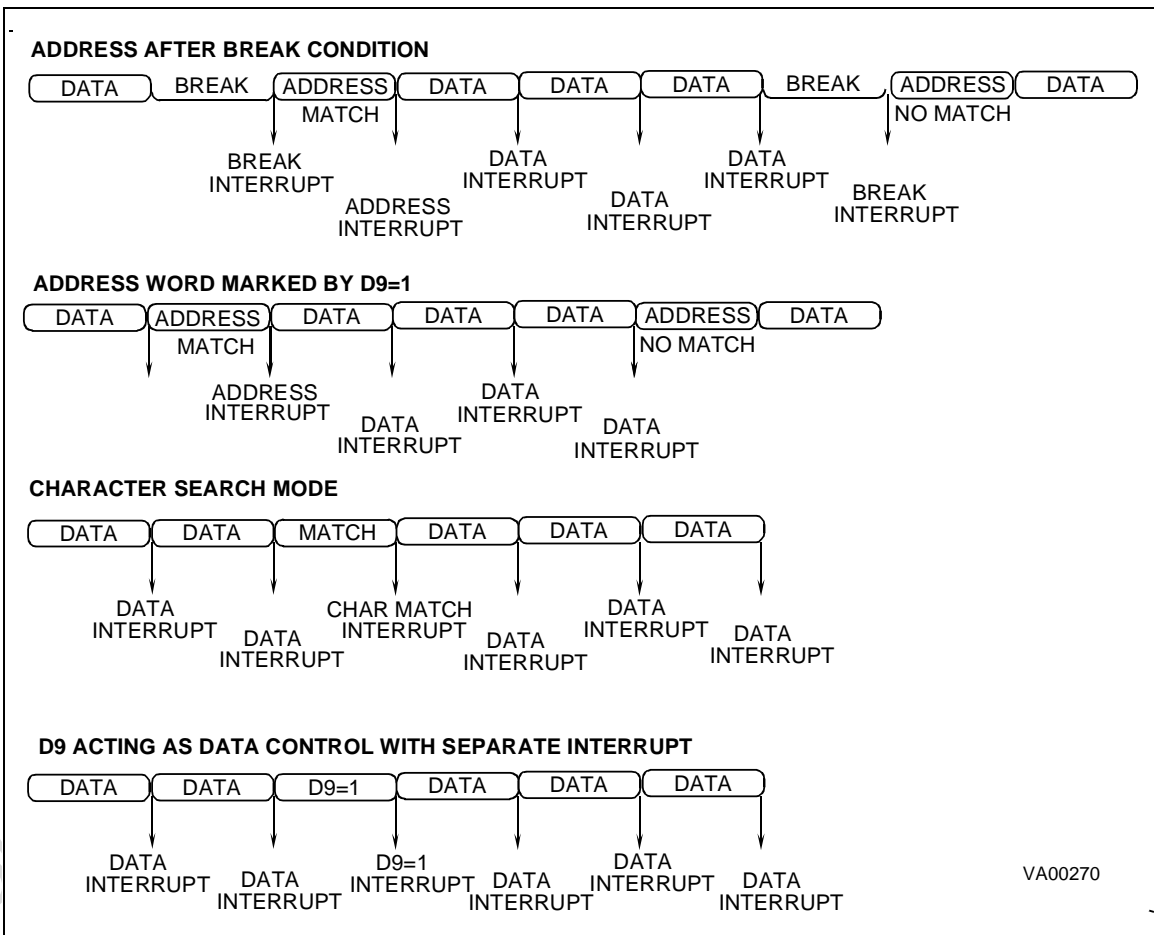 ADDRESS AFTER BREAK CONDITION
DATA BREAK ADDRESS DATA DATA DATA BREAK ADDRESS DATA
MATCH NO MATCH
BREAK INTERRUPT
ADDRESS INTERRUPT
DATA INTERRUPT
DATA INTERRUPT
DATA INTERRUPT
BREAK INTERRUPT
ADDRESS WORD MARKED BY D9=1
DATA ADDRESS DATA DATA DATA ADDRESS DATA
MATCH NO MATCH
ADDRESS INTERRUPT
DATA INTERRUPT
DATA INTERRUPT
DATA INTERRUPT
CHARACTER SEARCH MODE
DATA DATA MATCH DATA DATA DATA
DATA INTERRUPT
DATA INTERRUPT
CHAR MATCH INTERRUPT
DATA INTERRUPT
DATA INTERRUPT
DATA INTERRUPT
D9 ACTING AS DATA CONTROL WITH SEPARATE INTERRUPT
DATA DATA D9=1 DATA DATA DATA
DATA INTERRUPT
DATA INTERRUPT
D9=1 INTERRUPT
DATA INTERRUPT
DATA INTERRUPT
DATA INTERRUPT
VA00270